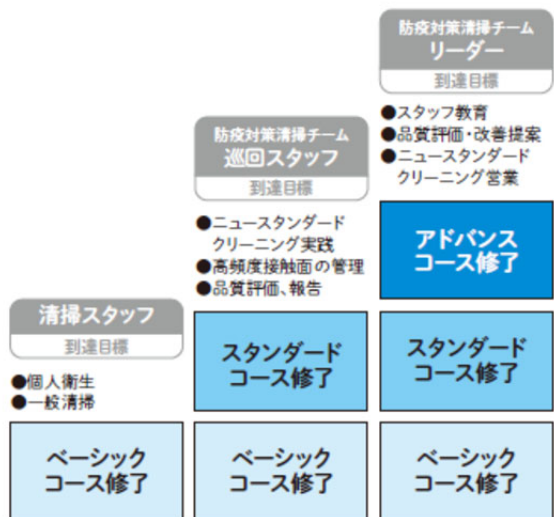 清掃スタッフ
到達目標
●個人衛生
●一般清掃
ベーシック
コース修了
防疫対策清掃チーム
巡回スタッフ
到達目標
●ニュースタンダード
クリーニング実践
●高頻度接触面の管理
●品質評価、報告
スタンダード
コース修了
ベーシック
コース修了
防疫対策清掃チーム
リーダー
到達目標
●スタッフ教育
●品質評価・改善提案
●ニュースタンダード
クリーニング営業
アドバンス
コース修了
スタンダード
コース修了
ベーシック
コース修了